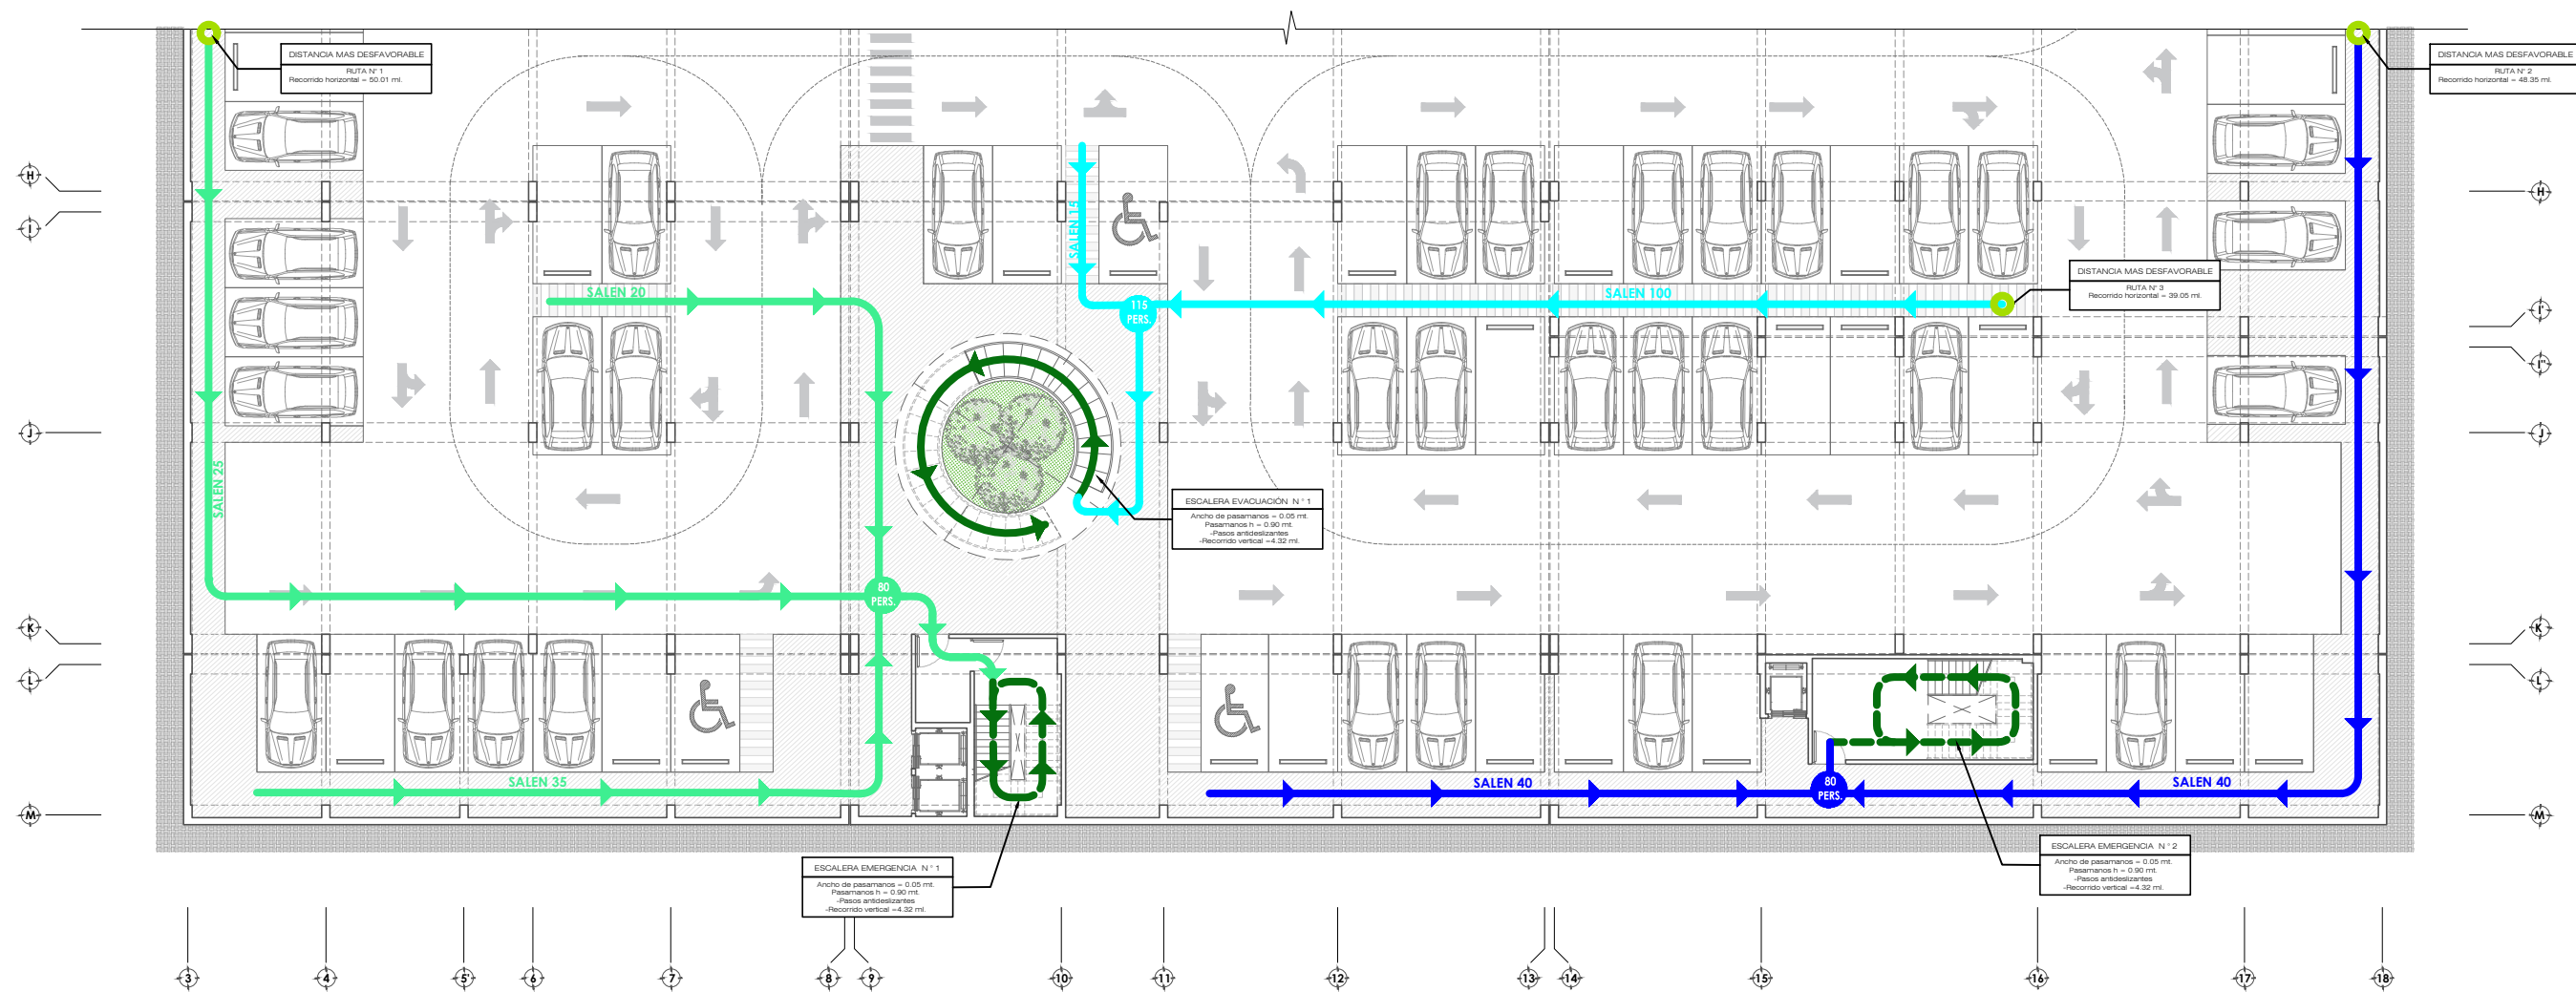 DISTANCIA MAS DESFAVORABLE
RUTA N° 1
Recorrido horizontal = 50.01 ml.
DISTANCIA MAS DESFAVORABLE
RUTA N° 2
Recorrido horizontal = 48.35 ml.
H
H
I
SALEN 15
DISTANCIA MAS DESFAVORABLE
RUTA N° 3
Recorrido horizontal = 39.05 ml.
SALEN 20
SALEN 100
115
PERS.
I'
I"
J
J
SALEN 25
ESCALERA EVACUACIÓN N ° 1
Ancho de pasamanos = 0.05 mt.
Pasamanos h = 0.90 mt.
-Pasos antideslizantes
-Recorrido vertical =4.32 ml.
80
PERS.
K
K
L
L
SALEN 35
SALEN 40
80
PERS.
SALEN 40
M
M
ESCALERA EMERGENCIA N ° 1
Ancho de pasamanos = 0.05 mt.
Pasamanos h = 0.90 mt.
-Pasos antideslizantes
-Recorrido vertical =4.32 ml.
ESCALERA EMERGENCIA N ° 2
Ancho de pasamanos = 0.05 mt.
Pasamanos h = 0.90 mt.
-Pasos antideslizantes
-Recorrido vertical =4.32 ml.
3 4 5' 6 7 8 9 10 11 12 13 14 15 16 17 18